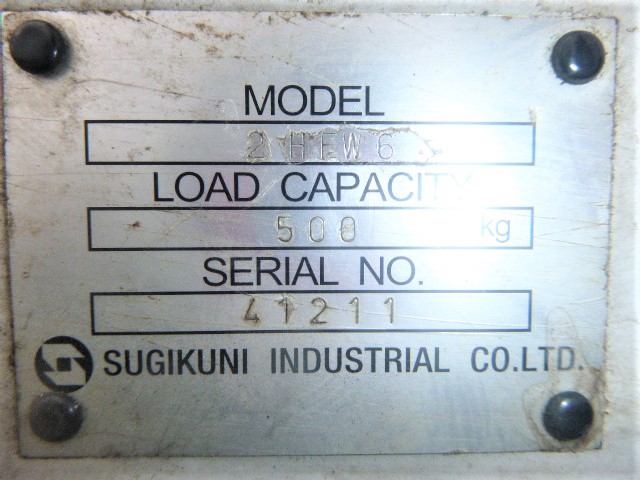 MODEL
2HEW6
LOAD CAPACITY
500 kg
SERIAL NO.
41211
SUGIKUNI INDUSTRIAL CO.LTD.